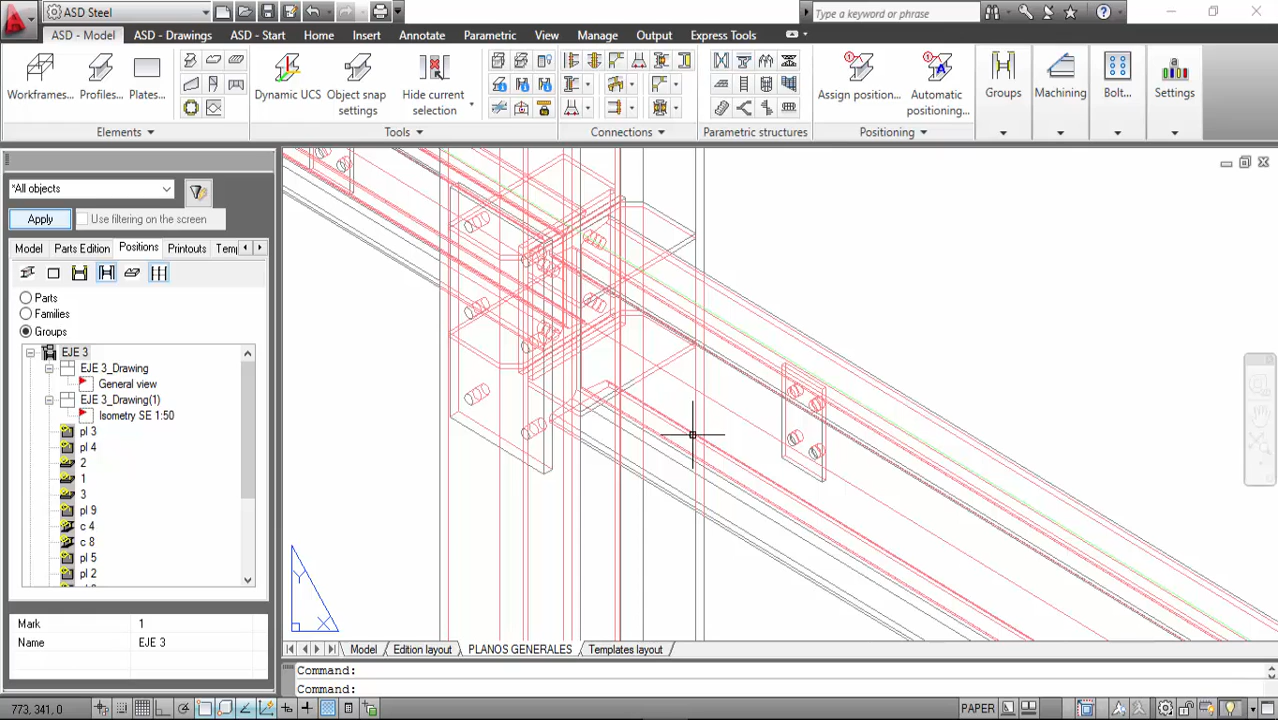 ASD Steel
Type a keyword or phrase
ASD - Model
ASD - Drawings
ASD - Start
Home
Insert
Annotate
Parametric
View
Manage
Output
Express Tools
Workframes...
Profiles...
Plates...
Dynamic UCS
Object snap
settings
Hide current
selection
Assign position...
Automatic
positioning...
Groups
Machining
Bolt...
Settings
Elements
Tools
Connections
Parametric structures
Positioning
*All objects
Apply
Use filtering on the screen
Model
Parts Edition
Positions
Printouts
Temp
Parts
Families
Groups
EJE 3
EJE 3_Drawing
General view
EJE 3_Drawing(1)
Isometry SE 1:50
pl 3
pl 4
2
1
3
pl 9
c 4
c 8
pl 5
pl 2
Mark
1
Name
EJE 3
Y
X
Model
Edition layout
PLANOS GENERALES
Templates layout
Command:
Command:
773, 341, 0
PAPER